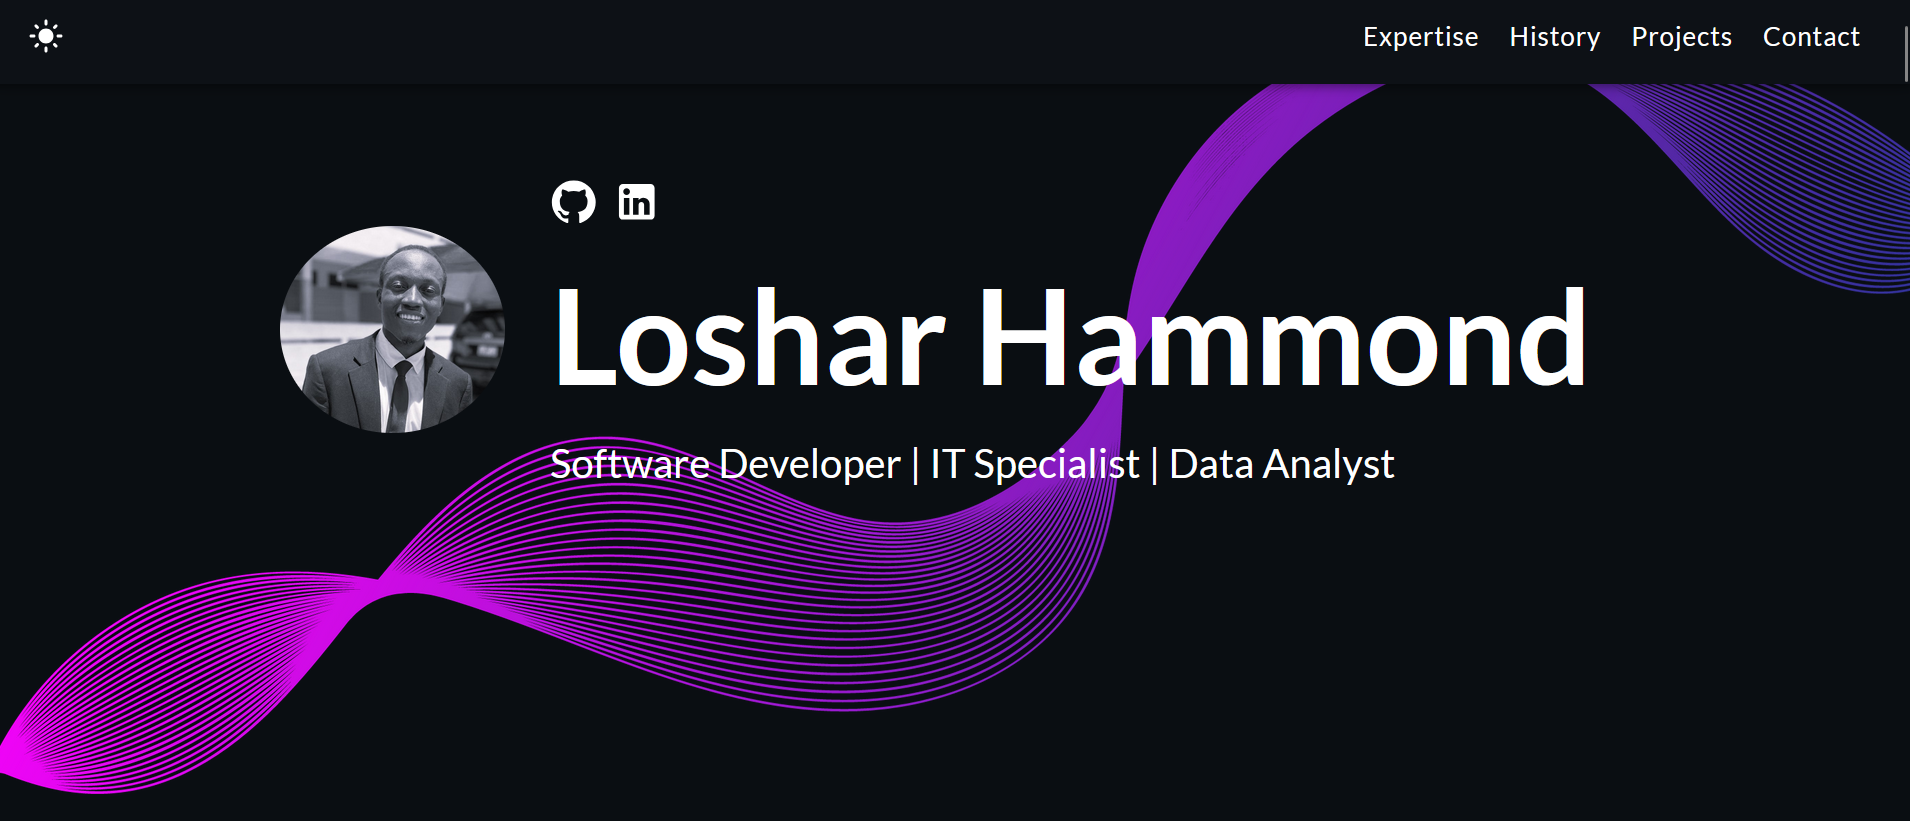 Expertise History Projects Contact
Loshar Hammond
Software Developer | IT Specialist | Data Analyst